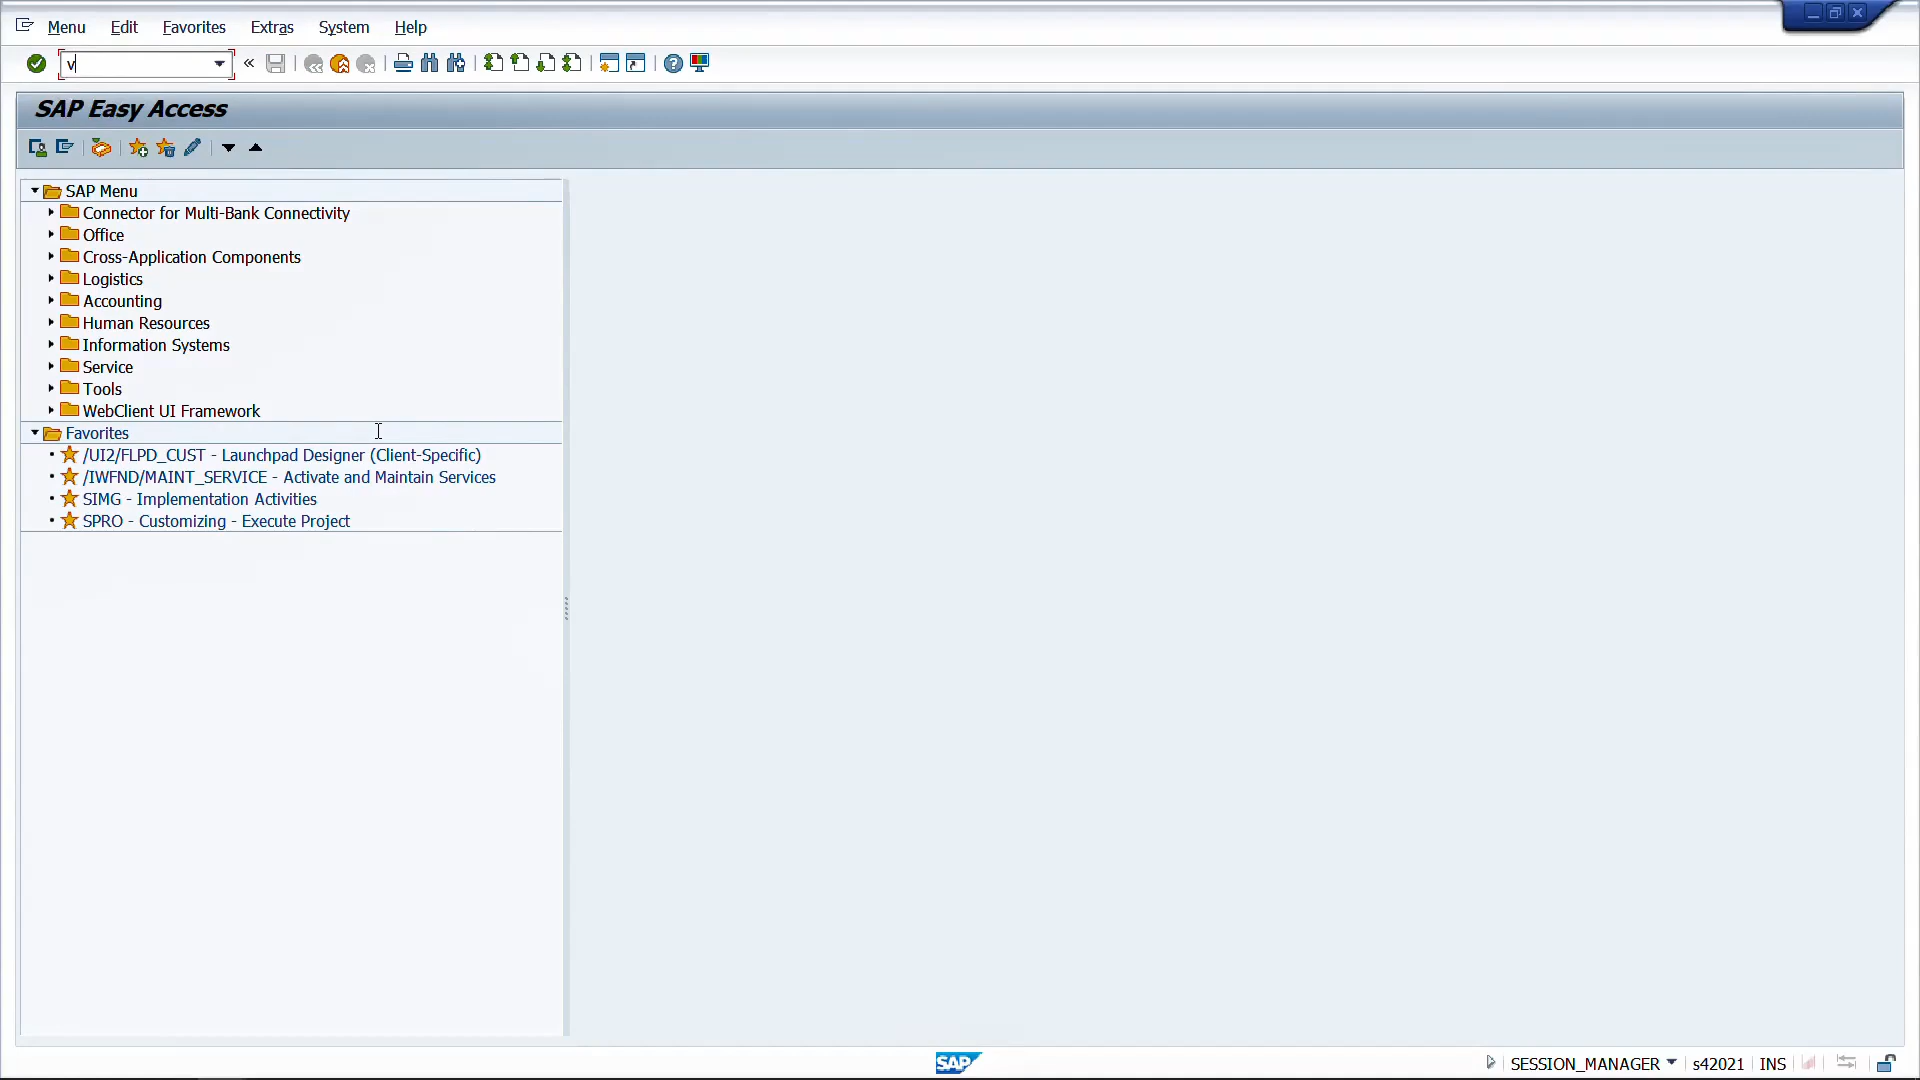 Menu Edit Favorites Extras System Help
v
SAP Easy Access
SAP Menu
Connector for Multi-Bank Connectivity
Office
Cross-Application Components
Logistics
Accounting
Human Resources
Information Systems
Service
Tools
WebClient UI Framework
Favorites
/UI2/FLPD_CUST - Launchpad Designer (Client-Specific)
/IWFND/MAINT_SERVICE - Activate and Maintain Services
SIMG - Implementation Activities
SPRO - Customizing - Execute Project
SAP SESSION_MANAGER s42021 INS